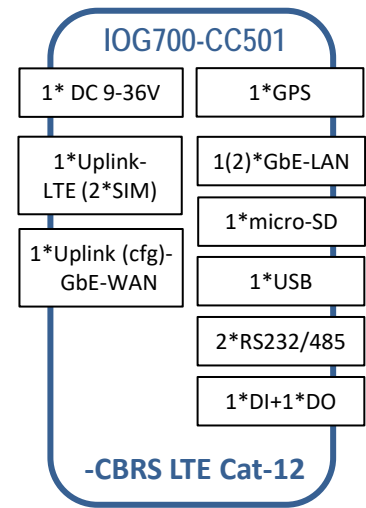 IOG700-CC501
1* DC 9-36V
1*Uplink-
LTE (2*SIM)
1*Uplink (cfg)-
GbE-WAN
1*GPS
1(2)*GbE-LAN
1*micro-SD
1*USB
2*RS232/485
1*DI+1*DO
-CBRS LTE Cat-12